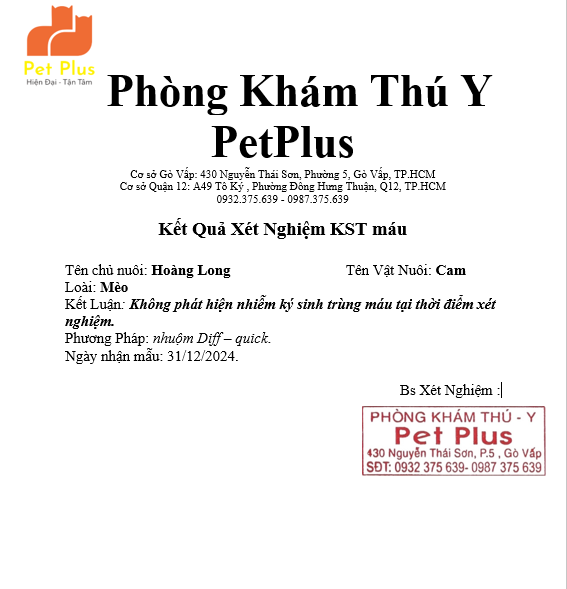 Pet Plus
Hiện Đại - Tận Tâm
Phòng Khám Thú Y
PetPlus
Cơ sở Gò Vấp: 430 Nguyễn Thái Sơn, Phường 5, Gò Vấp, TP.HCM
Cơ sở Quận 12: A49 Tô Ký , Phường Đông Hưng Thuận, Q12, TP.HCM
0932.375.639 - 0987.375.639
Kết Quả Xét Nghiệm KST máu
Tên chủ nuôi: Hoàng Long Tên Vật Nuôi: Cam
Loài: Mèo
Kết Luận: Không phát hiện nhiễm ký sinh trùng máu tại thời điểm xét
nghiệm.
Phương Pháp: nhuộm Diff – quick.
Ngày nhận mẫu: 31/12/2024.
Bs Xét Nghiệm :
PHÒNG KHÁM THÚ - Y
Pet Plus
430 Nguyễn Thái Sơn, P.5 , Gò Vấp
SĐT: 0932 375 639- 0987 375 639